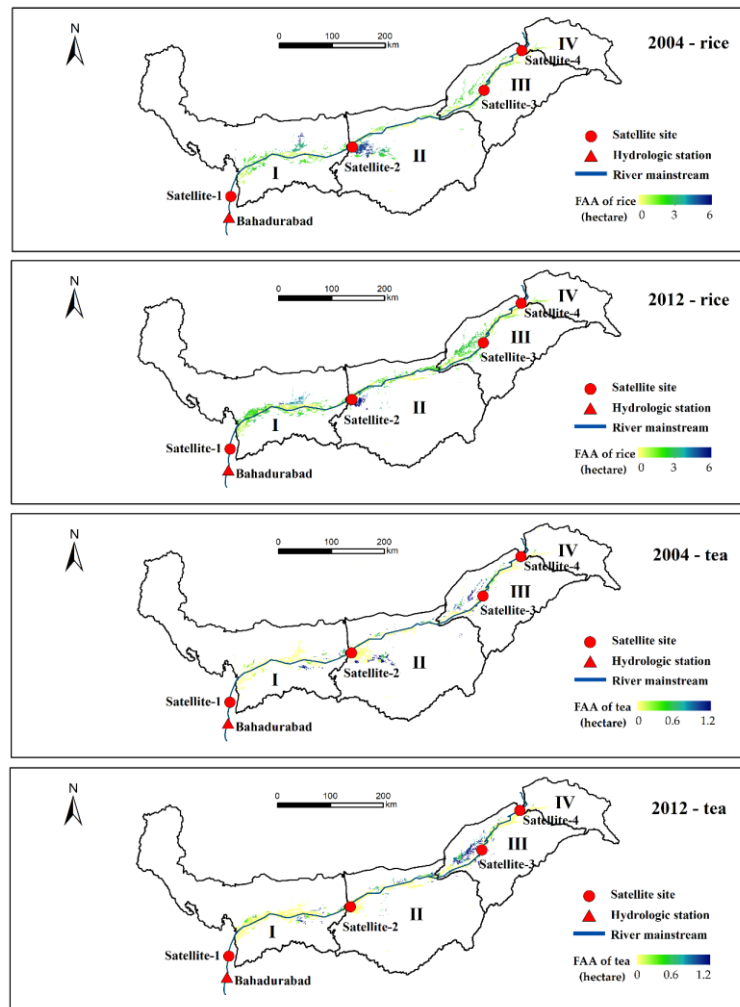 N
0 100 200
km
2004 - rice
IV
Satellite-4
III
Satellite-3
II
Satellite-2
I
Satellite-1
Bahadurabad
Satellite site
Hydrologic station
River mainstream
FAA of rice
(hectare)
0 3 6
N
0 100 200
km
2012 - rice
IV
Satellite-4
III
Satellite-3
II
Satellite-2
I
Satellite-1
Bahadurabad
Satellite site
Hydrologic station
River mainstream
FAA of rice
(hectare)
0 3 6
N
0 100 200
km
2004 - tea
IV
Satellite-4
III
Satellite-3
II
Satellite-2
I
Satellite-1
Bahadurabad
Satellite site
Hydrologic station
River mainstream
FAA of tea
(hectare)
0 0.6 1.2
N
0 100 200
km
2012 - tea
IV
Satellite-4
III
Satellite-3
II
Satellite-2
I
Satellite-1
Bahadurabad
Satellite site
Hydrologic station
River mainstream
FAA of tea
(hectare)
0 0.6 1.2